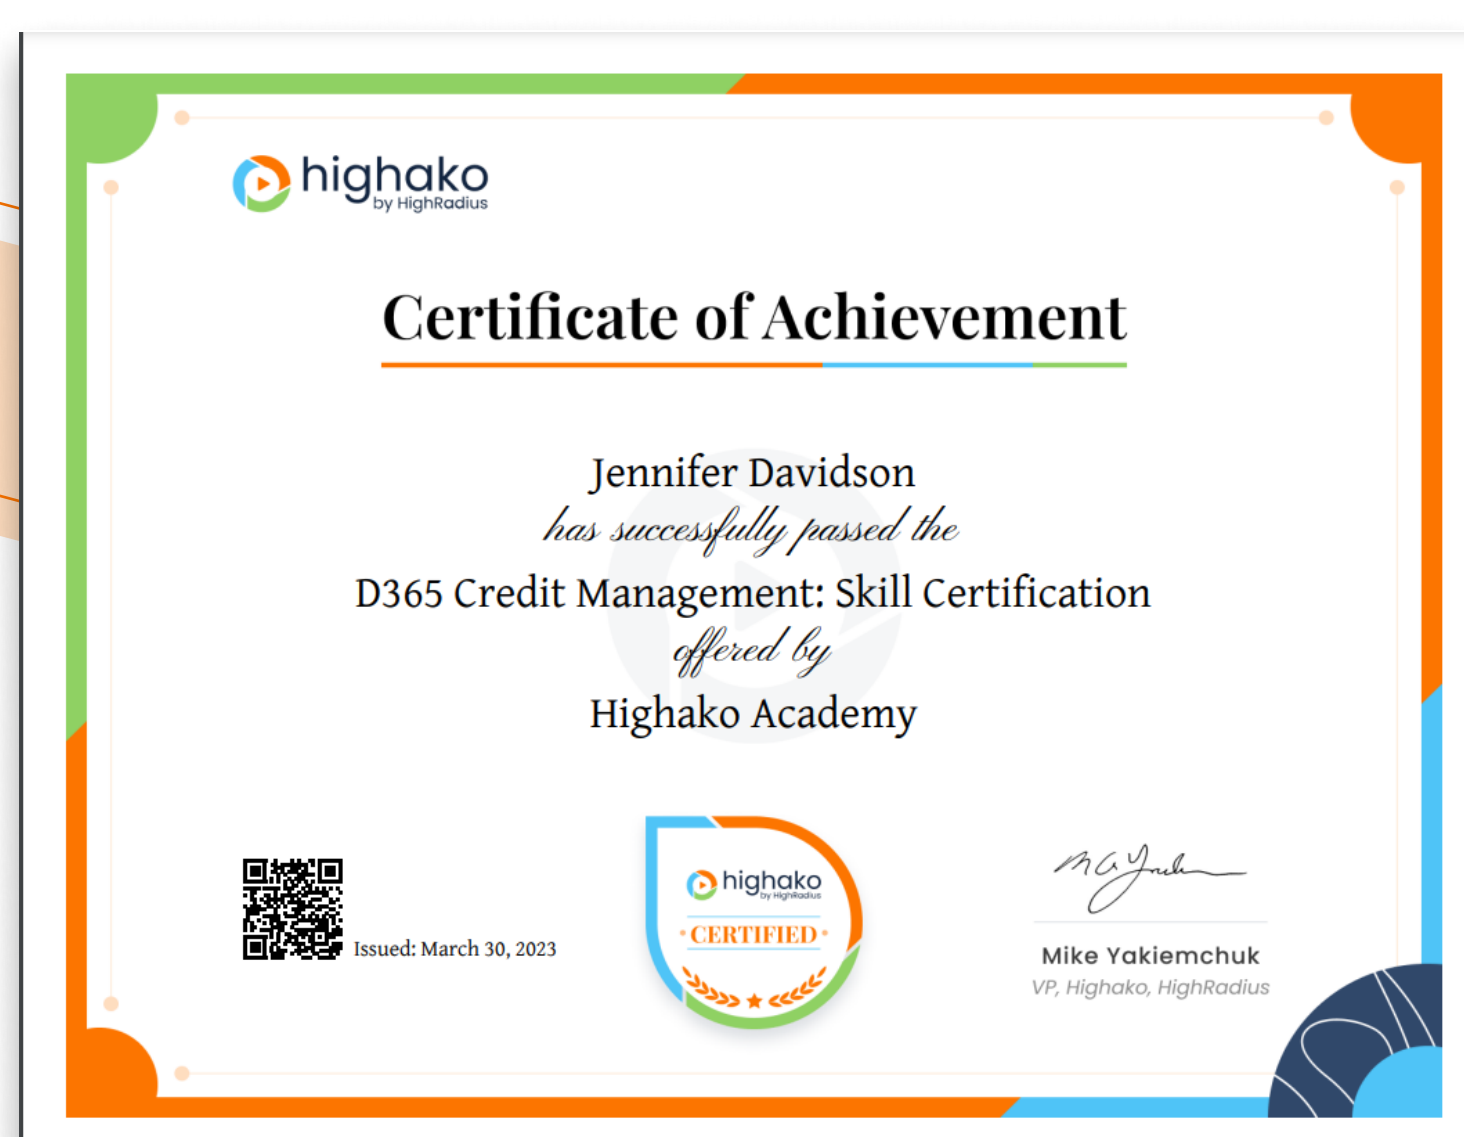 highako
by HighRadius
Certificate of Achievement
Jennifer Davidson
has successfully passed the
D365 Credit Management: Skill Certification
offered by
Highako Academy
Issued: March 30, 2023
highako
by HighRadius
CERTIFIED
Mike Yakiemchuk
VP, Highako, HighRadius